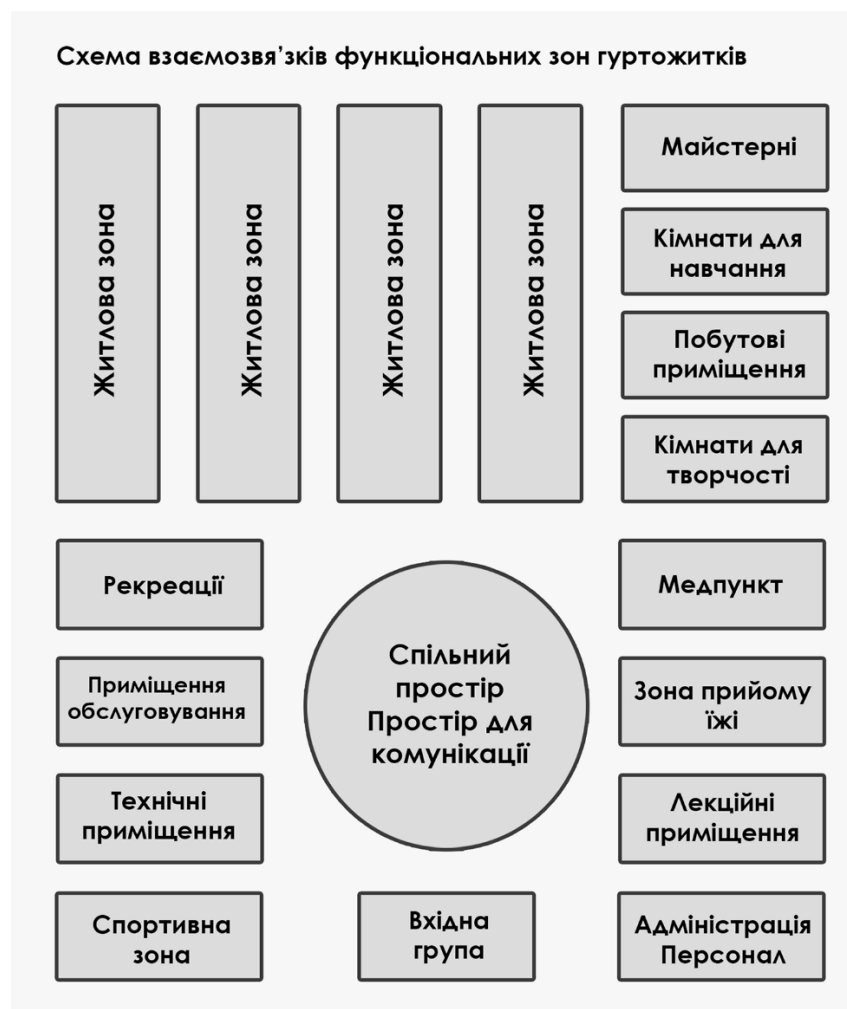 Схема взаємозвя’зків функціональних зон гуртожитків
Житлова зона
Житлова зона
Житлова зона
Житлова зона
Майстерні
Кімнати для
навчання
Побутові
приміщення
Кімнати для
творчості
Рекреації
Приміщення
обслуговування
Технічні
приміщення
Спортивна
зона
Спільний
простір
Простір для
комунікації
Вхідна
група
Медпункт
Зона прийому
їжі
Лекційні
приміщення
Адміністрація
Персонал